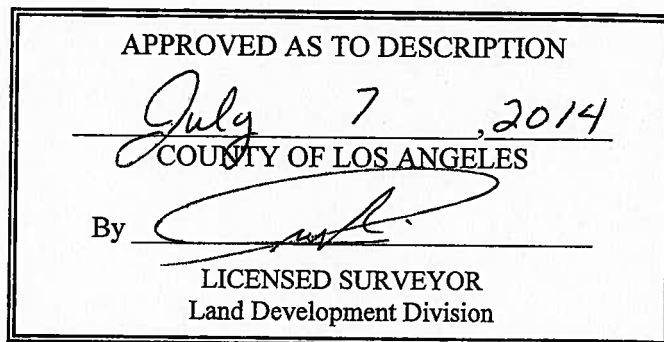 APPROVED AS TO DESCRIPTION
July 7, 2014
COUNTY OF LOS ANGELES
By
LICENSED SURVEYOR
Land Development Division